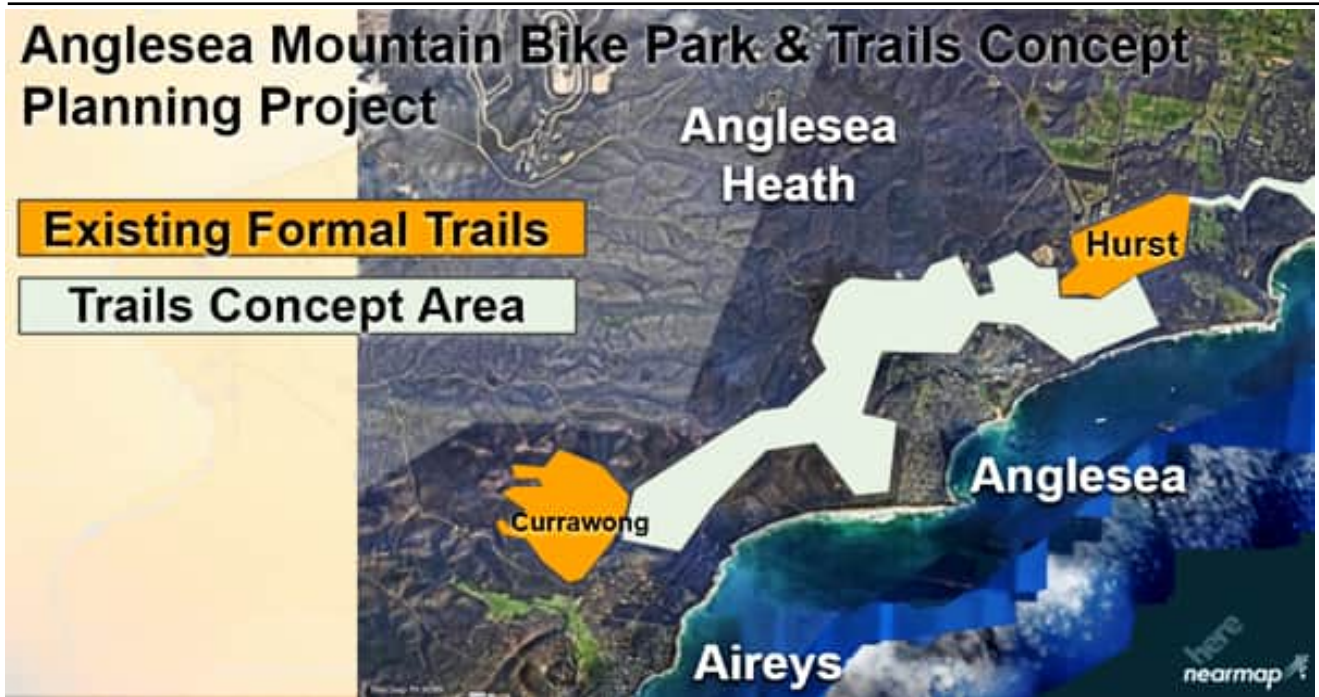 Anglesea Mountain Bike Park & Trails Concept
Planning Project
Anglesea
Heath
Existing Formal Trails
Hurst
Trails Concept Area
Anglesea
Currawong
Aireys
here
nearmap